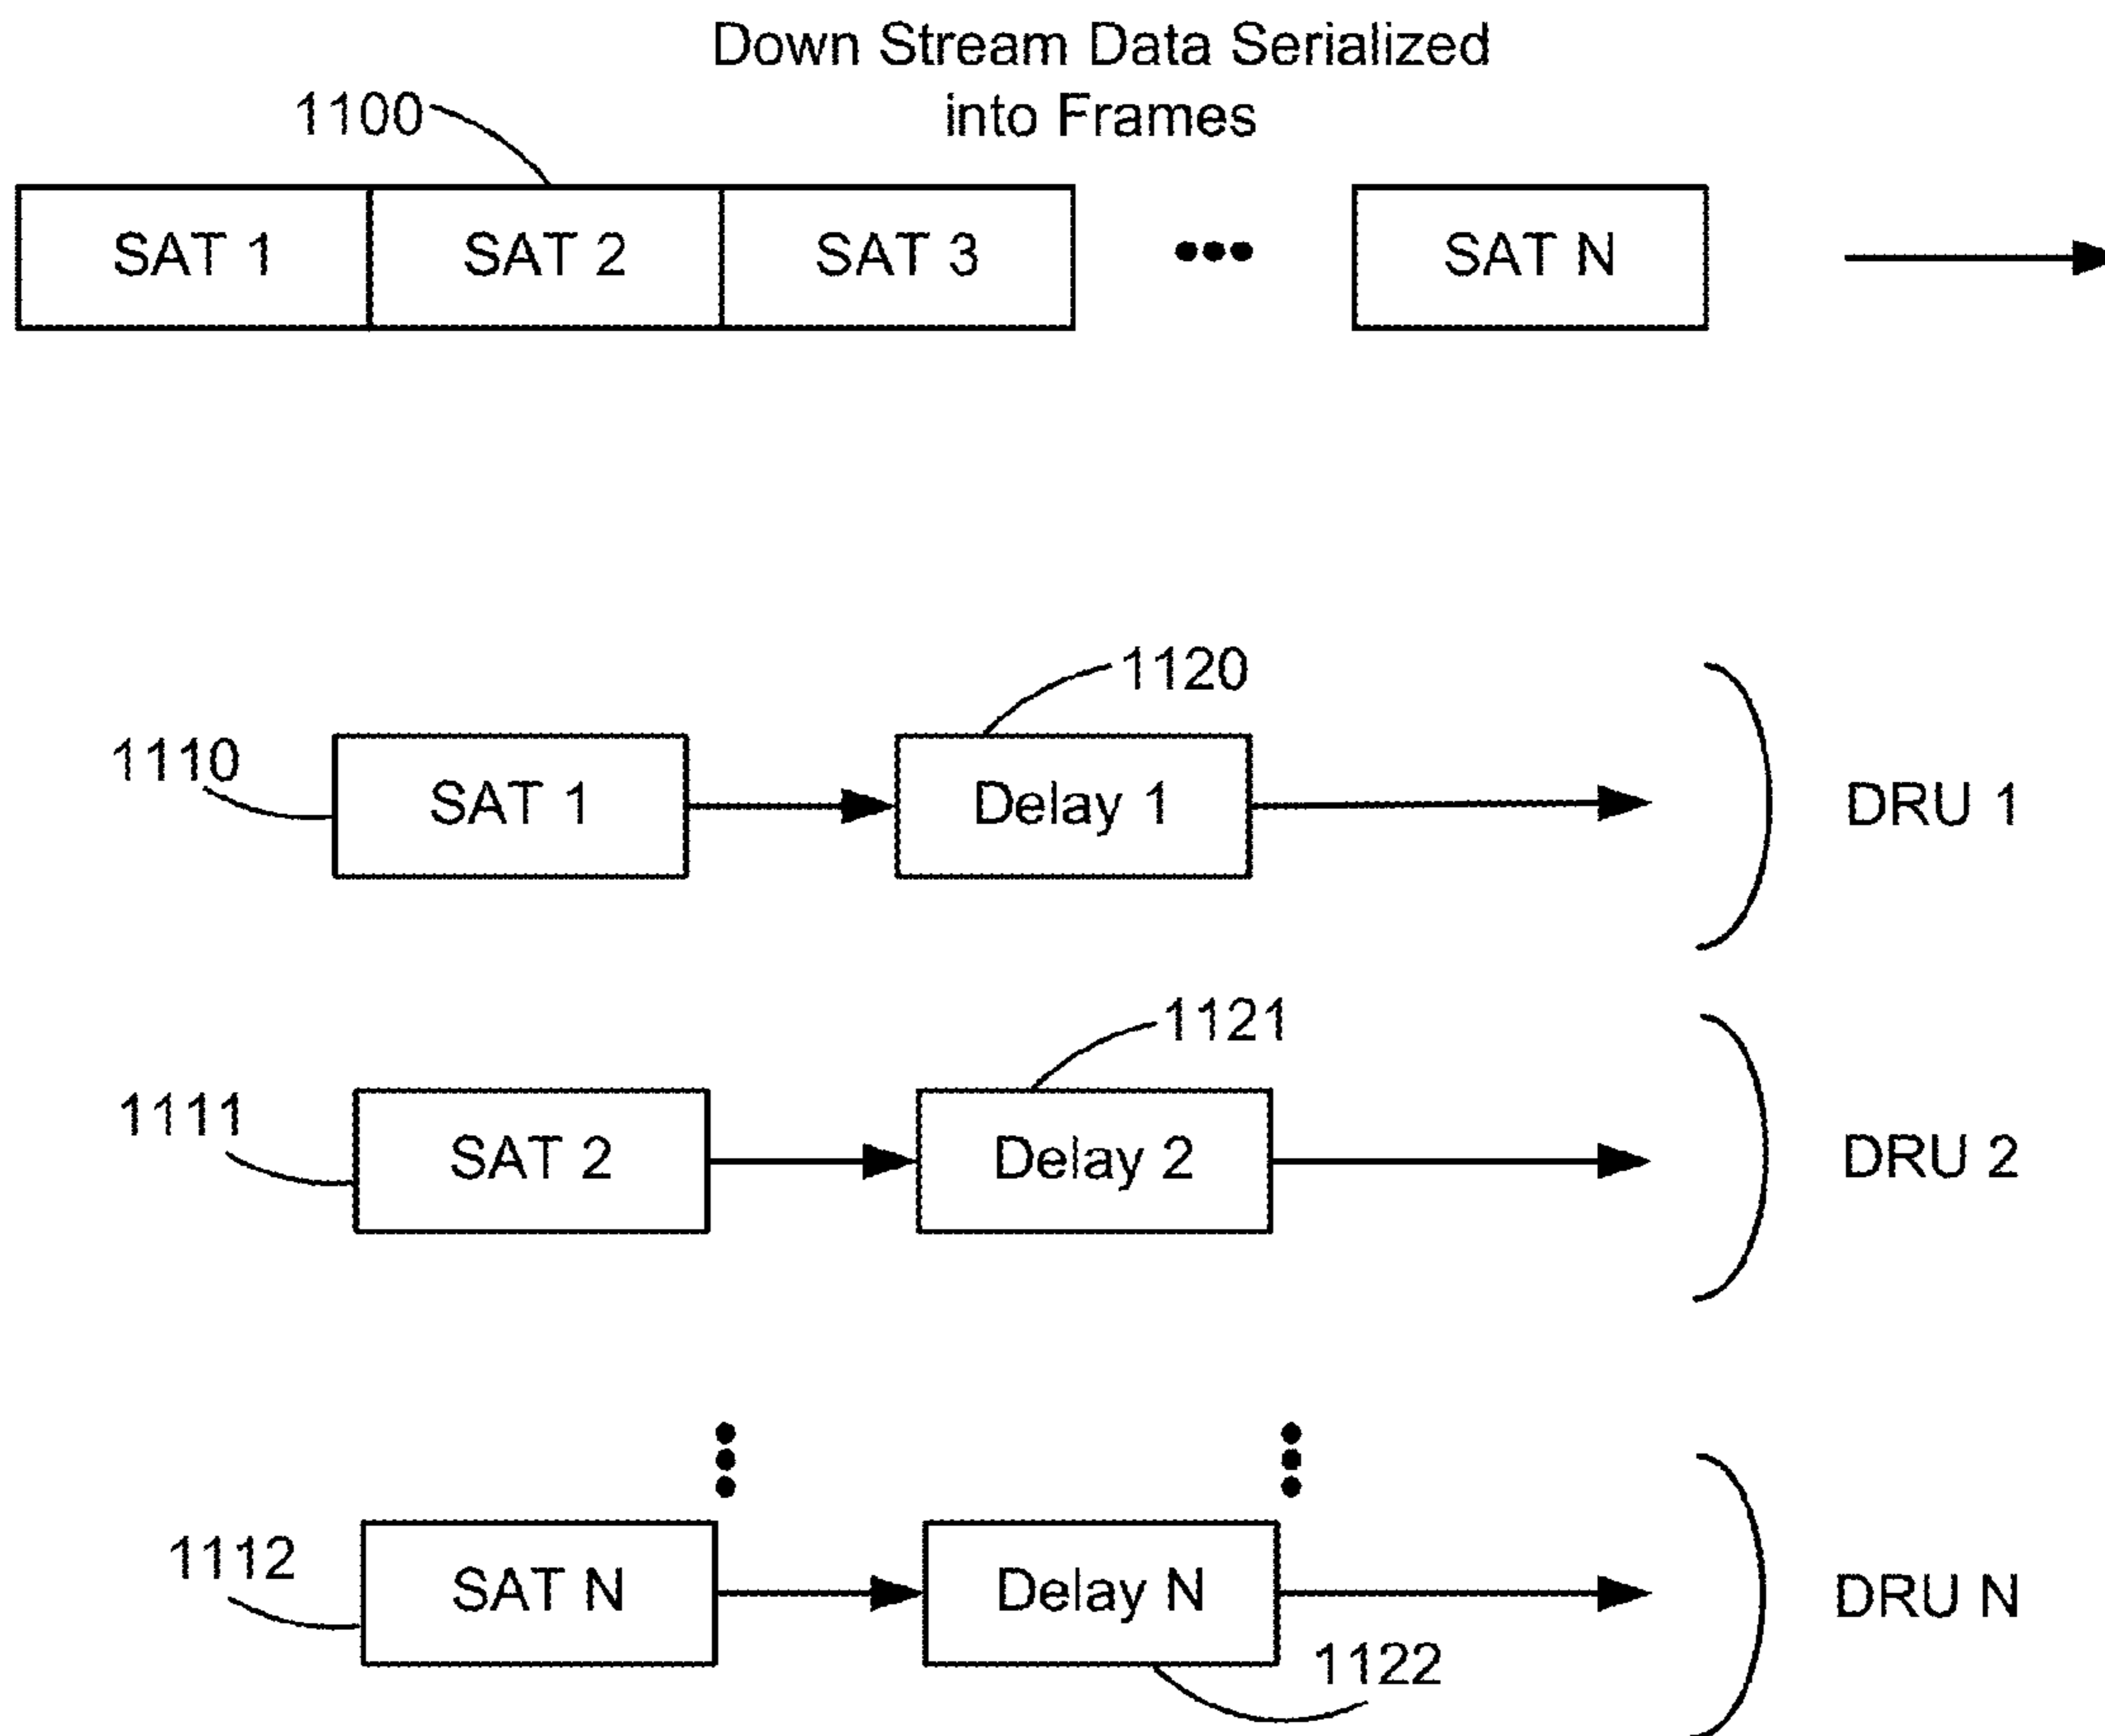 Down Stream Data Serialized
into Frames
1100
SAT 1 SAT 2 SAT 3 ••• SAT N
1120
1110 SAT 1 Delay 1 DRU 1
1121
1111 SAT 2 Delay 2 DRU 2
1112 SAT N Delay N DRU N
1122